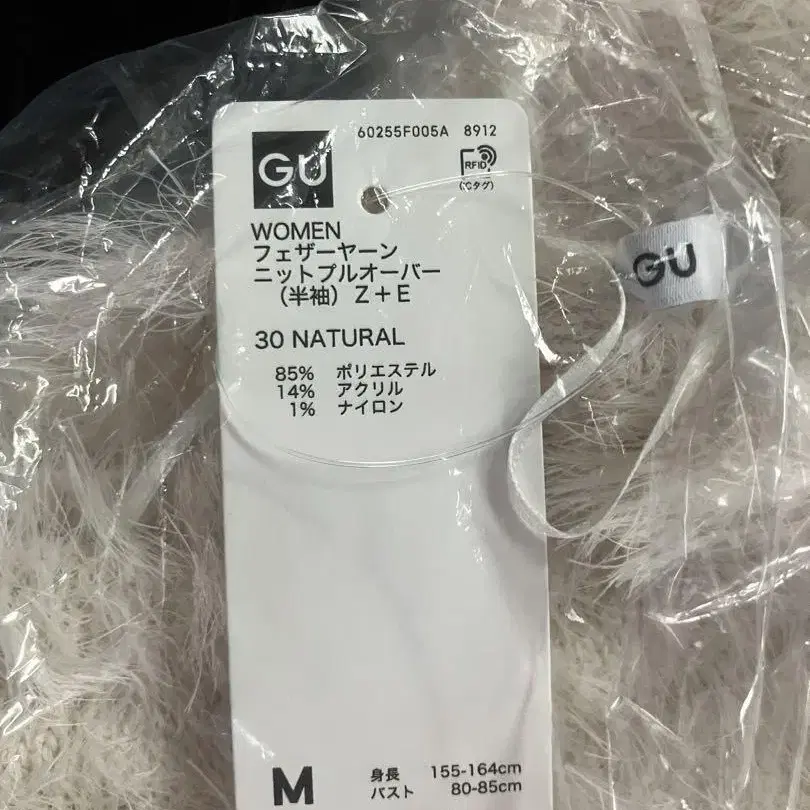 60255F005A 8912
GU
RFID
(ICタグ)
WOMEN
フェザーヤーン
ニットプルオーバー
（半袖）Z+E
30 NATURAL
85% ポリエステル
14% アクリル
1% ナイロン
GU
M
身長 155-164cm
バスト 80-85cm